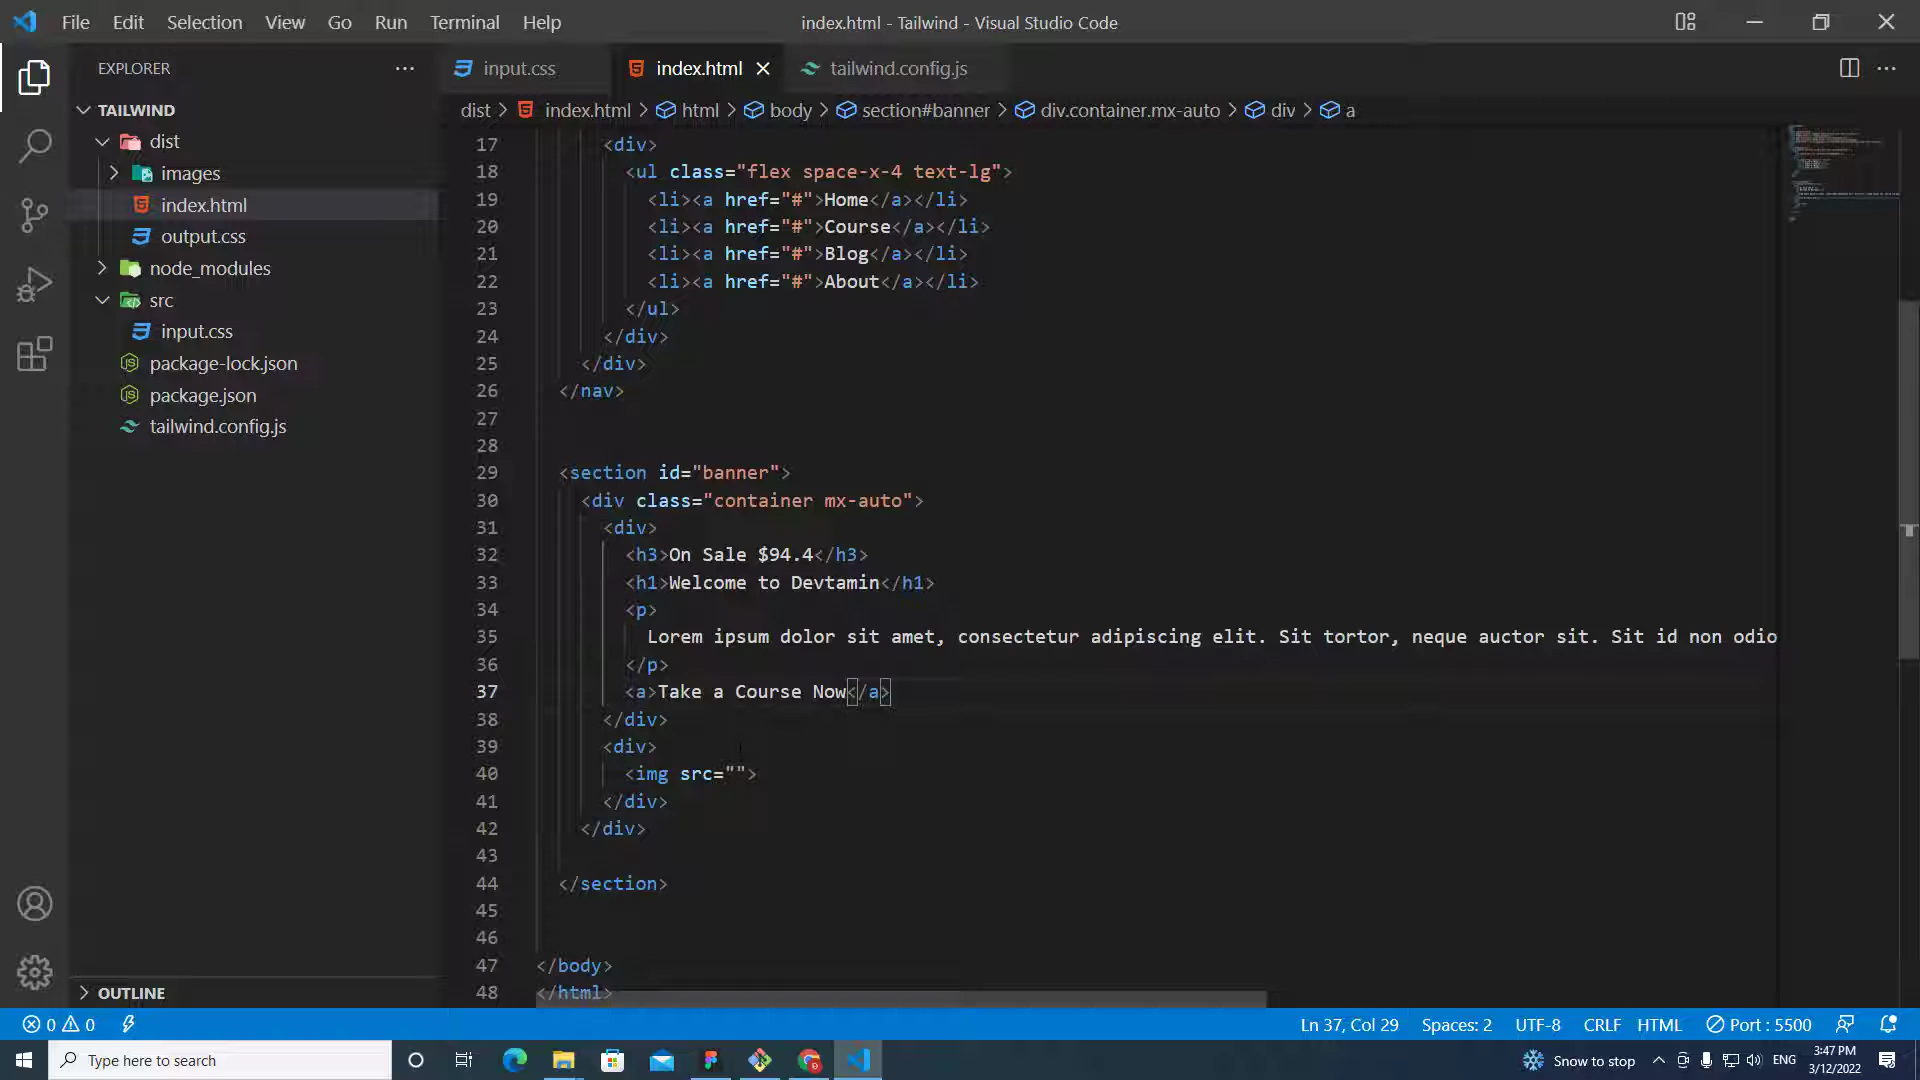 File Edit Selection View Go Run Terminal Help
index.html - Tailwind - Visual Studio Code
EXPLORER
TAILWIND
dist
images
index.html
output.css
node_modules
src
input.css
package-lock.json
package.json
tailwind.config.js
OUTLINE
input.css index.html tailwind.config.js
dist > index.html > html > body > section#banner > div.container.mx-auto > div > a
17 <div>
18 <ul class="flex space-x-4 text-lg">
19 <li><a href="#">Home</a></li>
20 <li><a href="#">Course</a></li>
21 <li><a href="#">Blog</a></li>
22 <li><a href="#">About</a></li>
23 </ul>
24 </div>
25 </div>
26 </nav>
27
28
29 <section id="banner">
30 <div class="container mx-auto">
31 <div>
32 <h3>On Sale $94.4</h3>
33 <h1>Welcome to Devtamin</h1>
34 <p>
35 Lorem ipsum dolor sit amet, consectetur adipiscing elit. Sit tortor, neque auctor sit. Sit id non odio
36 </p>
37 <a>Take a Course Now</a>
38 </div>
39 <div>
40 <img src="">
41 </div>
42 </div>
43
44 </section>
45
46
47 </body>
48 </html>
0 0
Ln 37, Col 29 Spaces: 2 UTF-8 CRLF HTML Port : 5500
Type here to search
Snow to stop
ENG
3:47 PM
3/12/2022